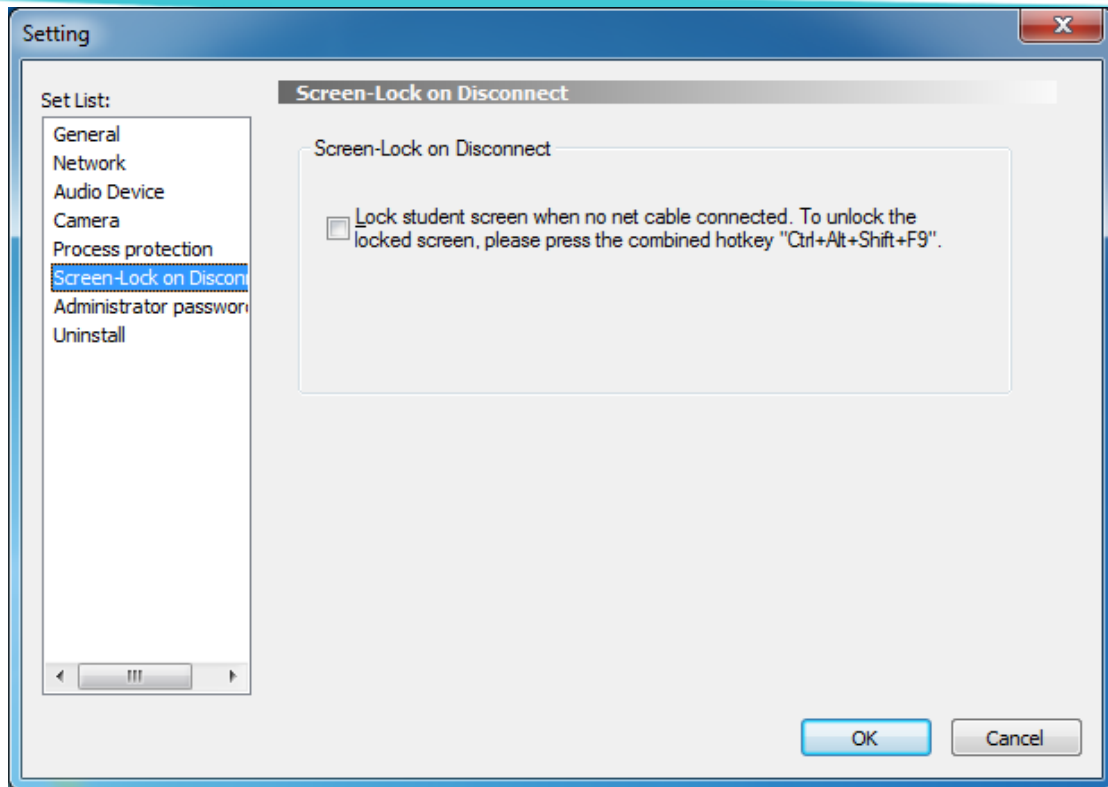 Setting
Set List:
General
Network
Audio Device
Camera
Process protection
Screen-Lock on Disconn
Administrator passwor
Uninstall
Screen-Lock on Disconnect
Screen-Lock on Disconnect
Lock student screen when no net cable connected. To unlock the
locked screen, please press the combined hotkey "Ctrl+Alt+Shift+F9".
OK
Cancel